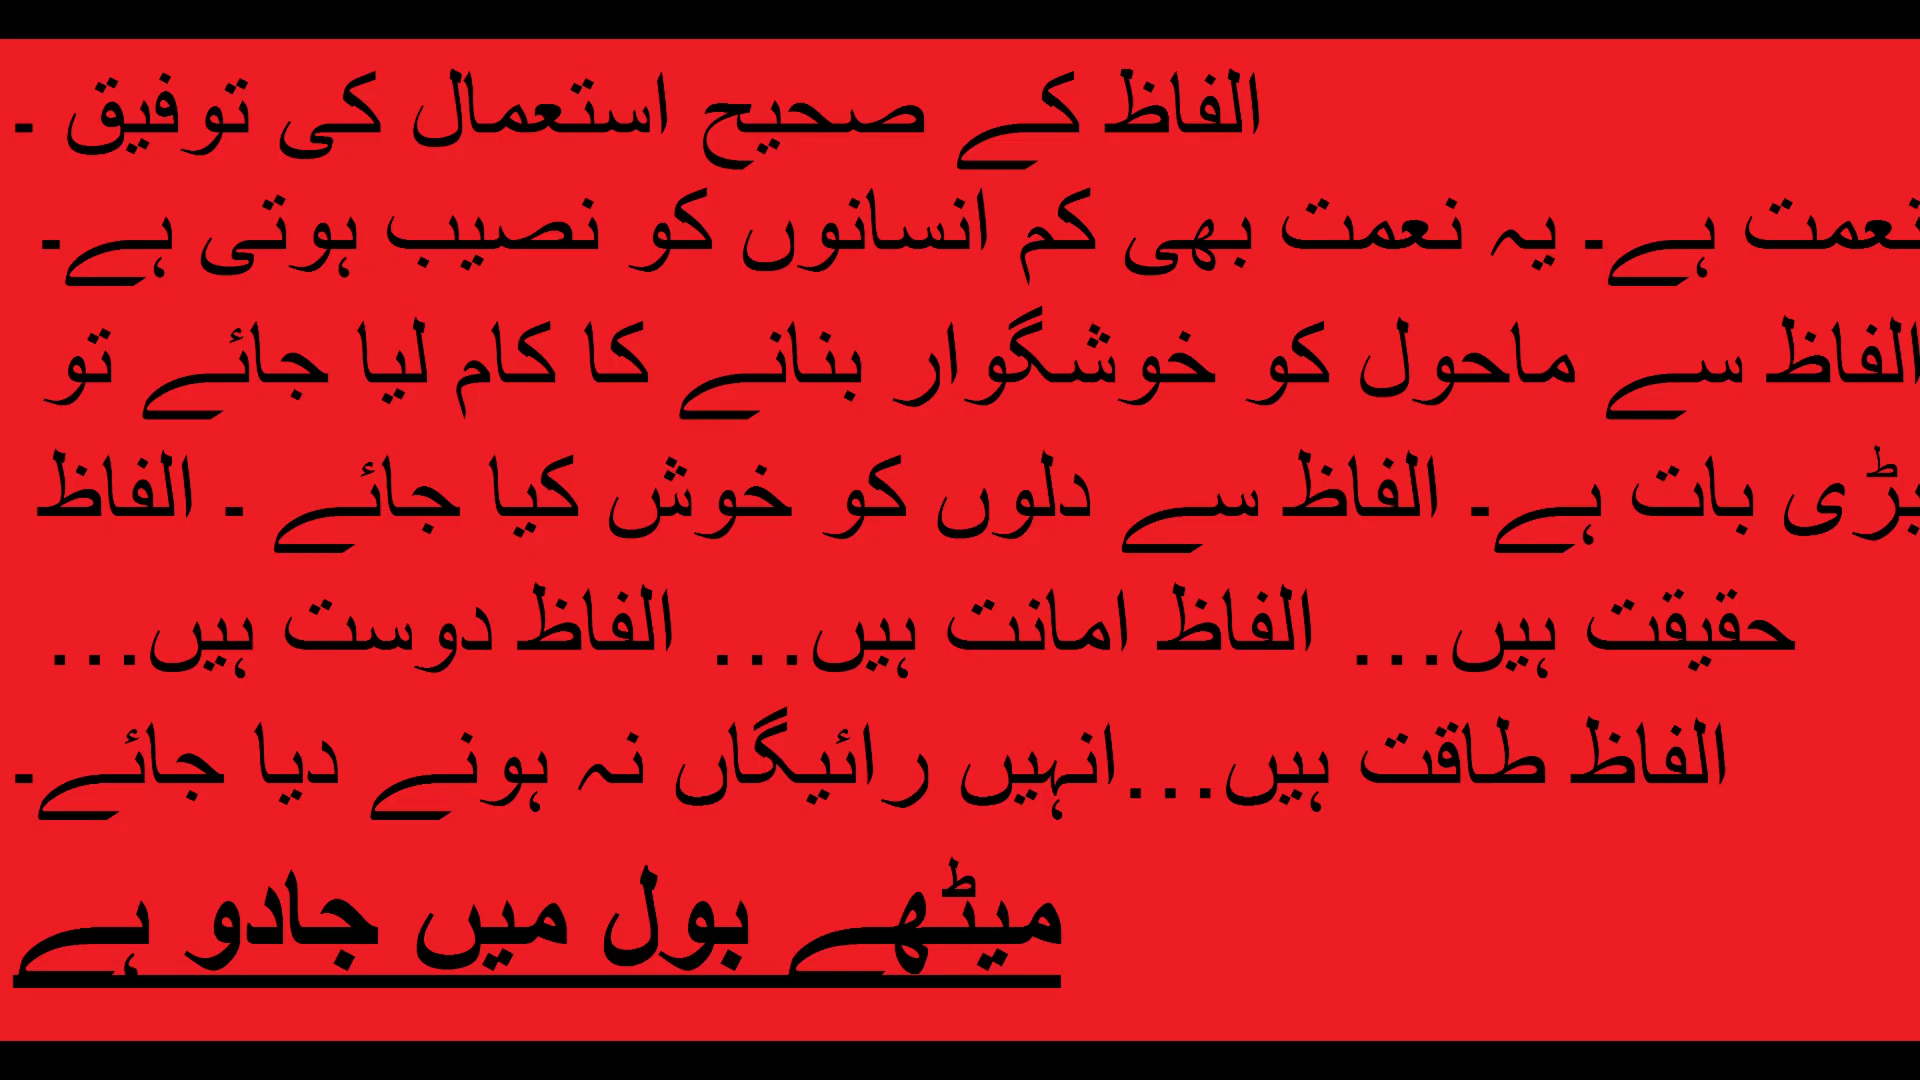 الفاظ کے صحیح استعمال کی توفیق ۔
نعمت ہے۔ یہ نعمت بھی کم انسانوں کو نصیب ہوتی ہے۔
الفاظ سے ماحول کو خوشگوار بنانے کا کام لیا جائے تو
بڑی بات ہے۔ الفاظ سے دلوں کو خوش کیا جائے ۔ الفاظ
حقیقت ہیں... الفاظ امانت ہیں... الفاظ دوست ہیں...
الفاظ طاقت ہیں...انہیں رائیگاں نہ ہونے دیا جائے۔
میٹھے بول میں جادو ہے